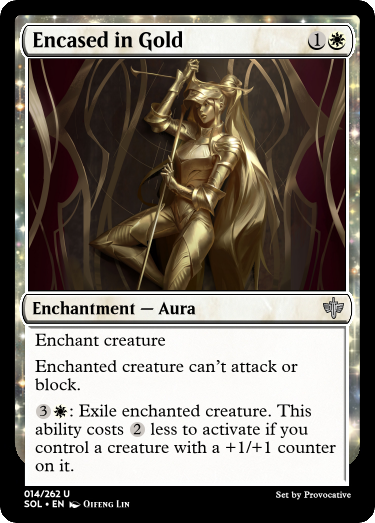 Encased in Gold 1
Enchantment — Aura
Enchant creature
Enchanted creature can't attack or
block.
3 : Exile enchanted creature. This
ability costs 2 less to activate if you
control a creature with a +1/+1 counter
on it.
014/262 U
Set by Provocative
SOL • EN Qifeng Lin